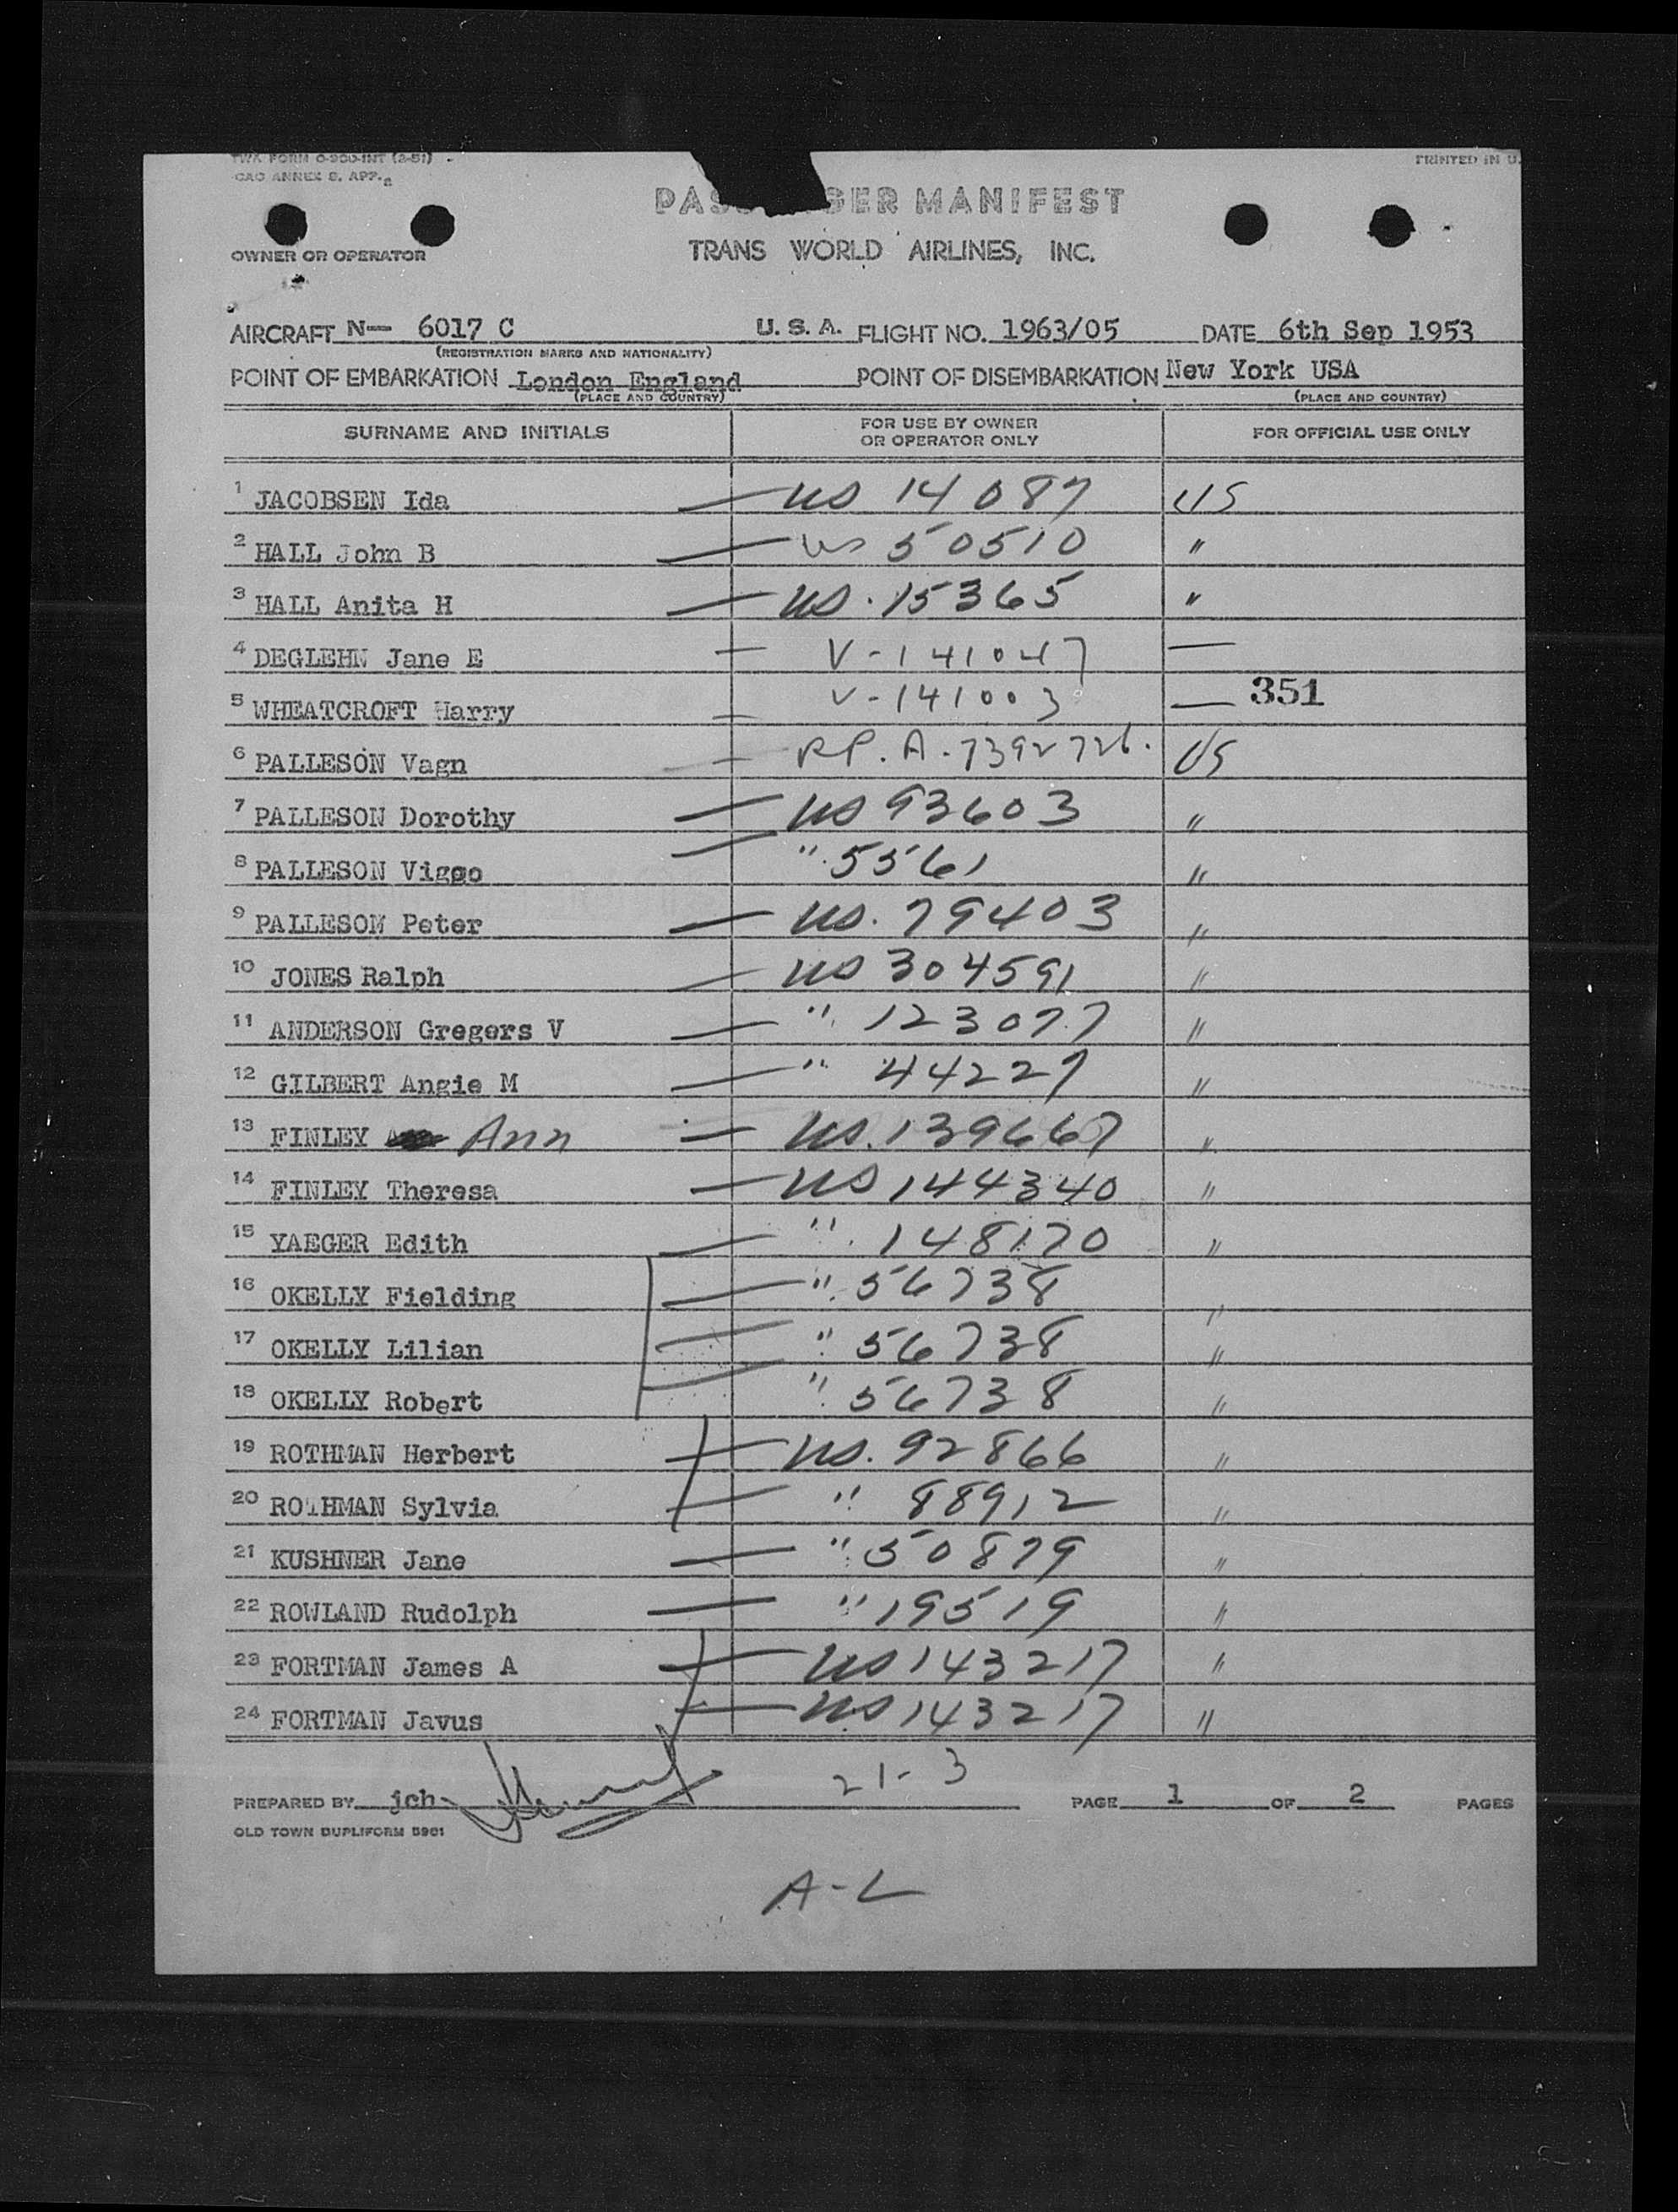 TWA FORM O-900-INT (2-51)
PRINTED IN U.
ICAO ANNEX 9, APP.
PAS GER MANIFEST
OWNER OR OPERATOR
TRANS WORLD AIRLINES, INC.
AIRCRAFT N— 6017 C U. S. A. FLIGHT NO. 1963/05 DATE 6th Sep 1953
(REGISTRATION MARKS AND NATIONALITY)
POINT OF EMBARKATION London England POINT OF DISEMBARKATION New York USA
(PLACE AND COUNTRY) (PLACE AND COUNTRY)
SURNAME AND INITIALS FOR USE BY OWNER OR OPERATOR ONLY FOR OFFICIAL USE ONLY
1 JACOBSEN Ida — US 14087 US
2 HALL John B — US 50510 "
3 HALL Anita H — US. 15365 "
4 DEGLEHN Jane E — V-141047 —
5 WHEATCROFT Harry — V-141003 — 351
6 PALLESON Vagn — RP. A-7392726. US
7 PALLESON Dorothy — US 93603 "
8 PALLESON Viggo — " 5561 "
9 PALLESON Peter — US. 79403 "
10 JONES Ralph — US 304591 "
11 ANDERSON Gregers V — " 123077 "
12 GILBERT Angie M — " 44227 "
13 FINLEY Ann — US. 139667 "
14 FINLEY Theresa — US 144340 "
15 YAEGER Edith — " 148170 "
16 OKELLY Fielding — " 56738 "
17 OKELLY Lilian — " 56738 "
18 OKELLY Robert — " 56738 "
19 ROTHMAN Herbert — US. 92866 "
20 ROTHMAN Sylvia — " 88912 "
21 KUSHNER Jane — " 50879 "
22 ROWLAND Rudolph — " 19519 "
23 FORTMAN James A — US 143217 "
24 FORTMAN Javus — US 143217 "
21-3
PREPARED BY jch PAGE 1 OF 2 PAGES
OLD TOWN DUPLIFORM 5961
A-L